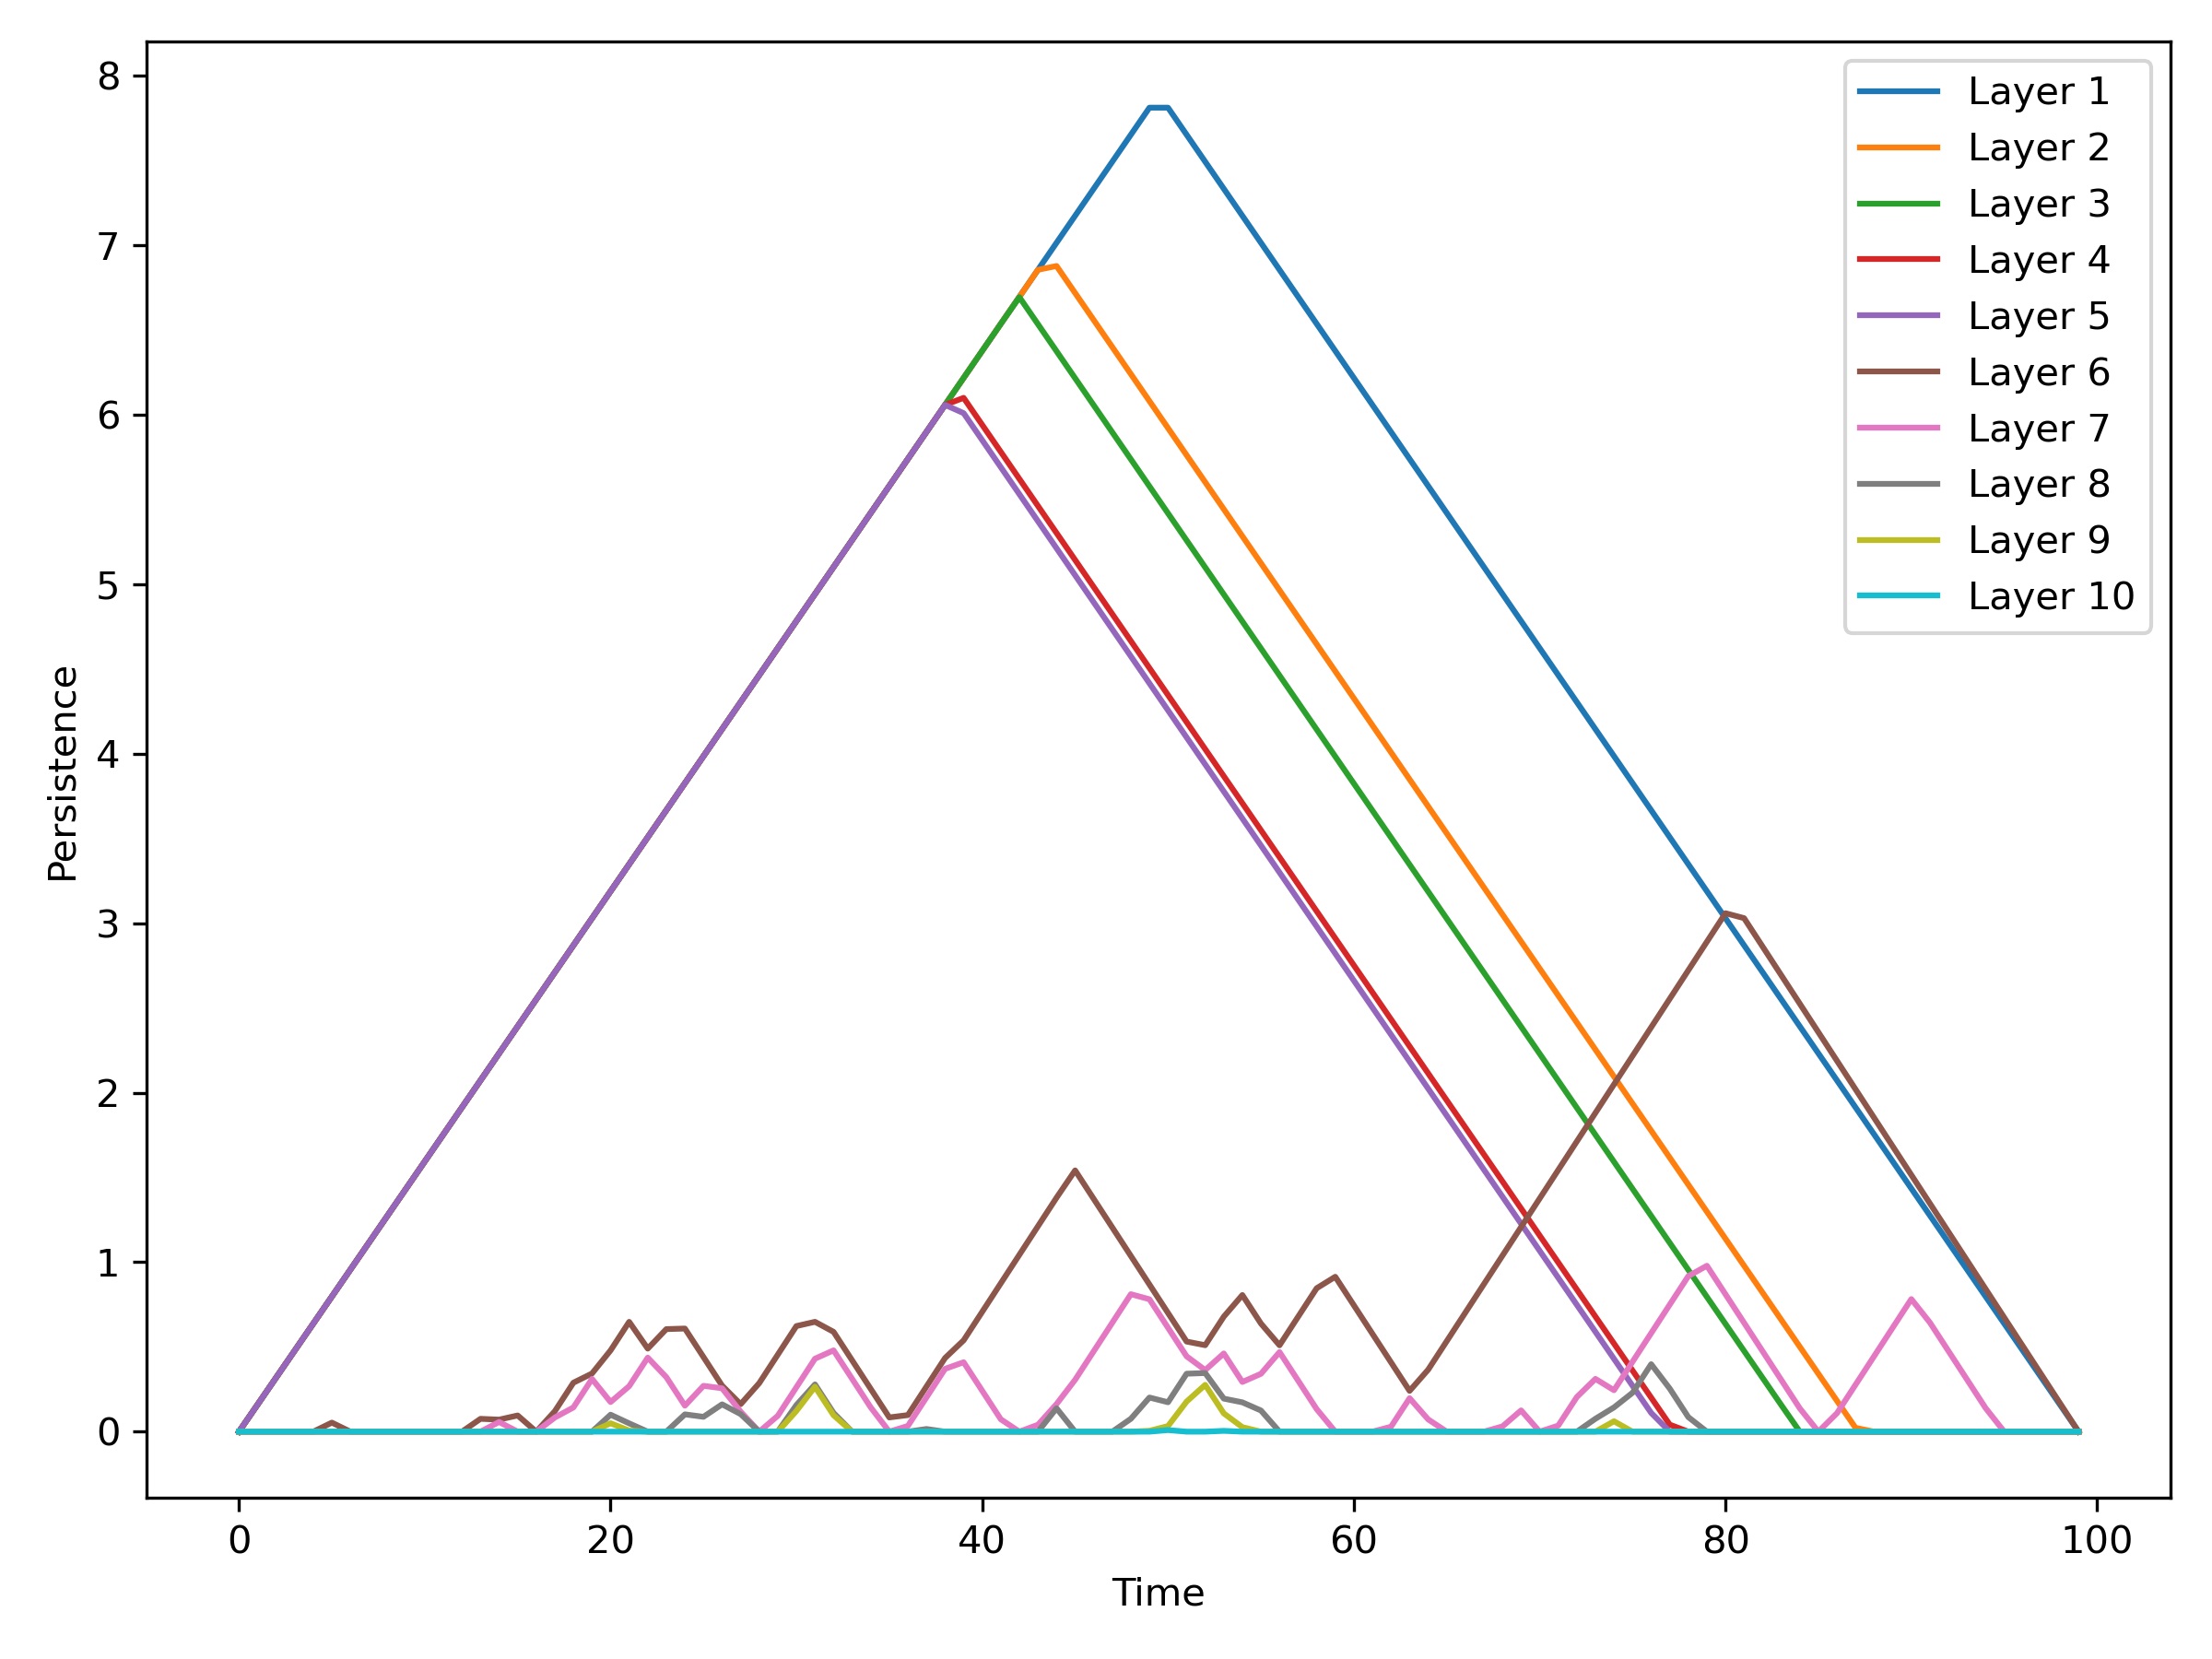 8
7
6
5
4
3
2
1
0
Persistence
0 20 40 60 80 100
Time
Layer 1
Layer 2
Layer 3
Layer 4
Layer 5
Layer 6
Layer 7
Layer 8
Layer 9
Layer 10